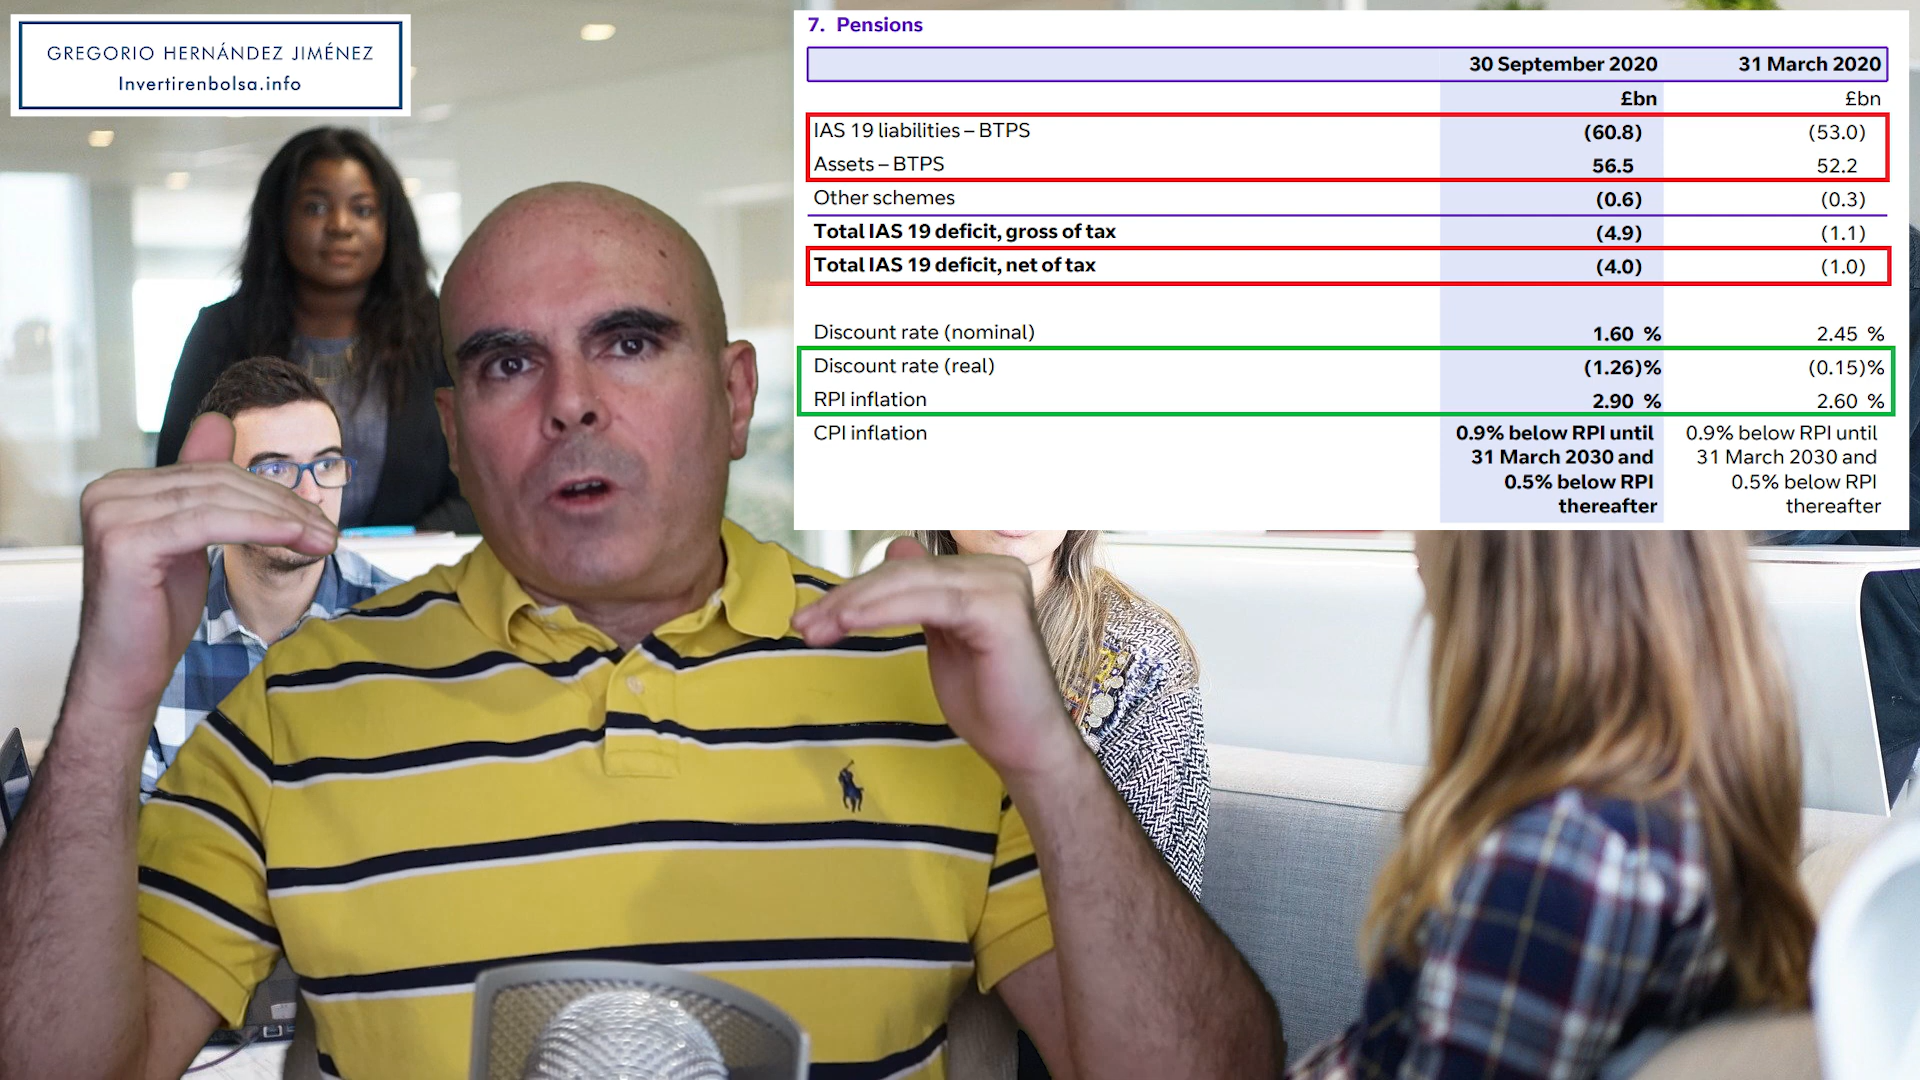 GREGORIO HERNÁNDEZ JIMÉNEZ
Invertirenbolsa.info
7. Pensions
30 September 2020 31 March 2020
£bn £bn
IAS 19 liabilities – BTPS (60.8) (53.0)
Assets – BTPS 56.5 52.2
Other schemes (0.6) (0.3)
Total IAS 19 deficit, gross of tax (4.9) (1.1)
Total IAS 19 deficit, net of tax (4.0) (1.0)
Discount rate (nominal) 1.60 % 2.45 %
Discount rate (real) (1.26)% (0.15)%
RPI inflation 2.90 % 2.60 %
CPI inflation 0.9% below RPI until 0.9% below RPI until
31 March 2030 and 31 March 2030 and
0.5% below RPI 0.5% below RPI
thereafter thereafter